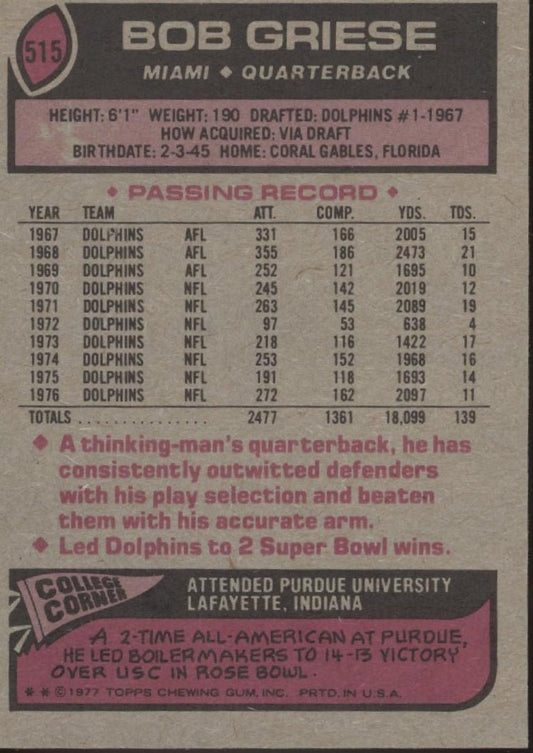 515
BOB GRIESE
MIAMI ◆ QUARTERBACK
HEIGHT: 6'1" WEIGHT: 190 DRAFTED: DOLPHINS #1-1967
HOW ACQUIRED: VIA DRAFT
BIRTHDATE: 2-3-45 HOME: CORAL GABLES, FLORIDA
◆ PASSING RECORD ◆
YEAR TEAM ATT. COMP. YDS. TDS.
1967 DOLPHINS AFL 331 166 2005 15
1968 DOLPHINS AFL 355 186 2473 21
1969 DOLPHINS AFL 252 121 1695 10
1970 DOLPHINS NFL 245 142 2019 12
1971 DOLPHINS NFL 263 145 2089 19
1972 DOLPHINS NFL 97 53 638 4
1973 DOLPHINS NFL 218 116 1422 17
1974 DOLPHINS NFL 253 152 1968 16
1975 DOLPHINS NFL 191 118 1693 14
1976 DOLPHINS NFL 272 162 2097 11
TOTALS . . . . . . . . . . . . . . . 2477 1361 18,099 139
◆ A thinking-man's quarterback, he has
consistently outwitted defenders
with his play selection and beaten
them with his accurate arm.
◆ Led Dolphins to 2 Super Bowl wins.
COLLEGE
CORNER
ATTENDED PURDUE UNIVERSITY
LAFAYETTE, INDIANA
A 2-TIME ALL-AMERICAN AT PURDUE,
HE LED BOILERMAKERS TO 14-13 VICTORY
OVER USC IN ROSE BOWL.
* * © 1977 TOPPS CHEWING GUM, INC. PRTD. IN U.S.A.